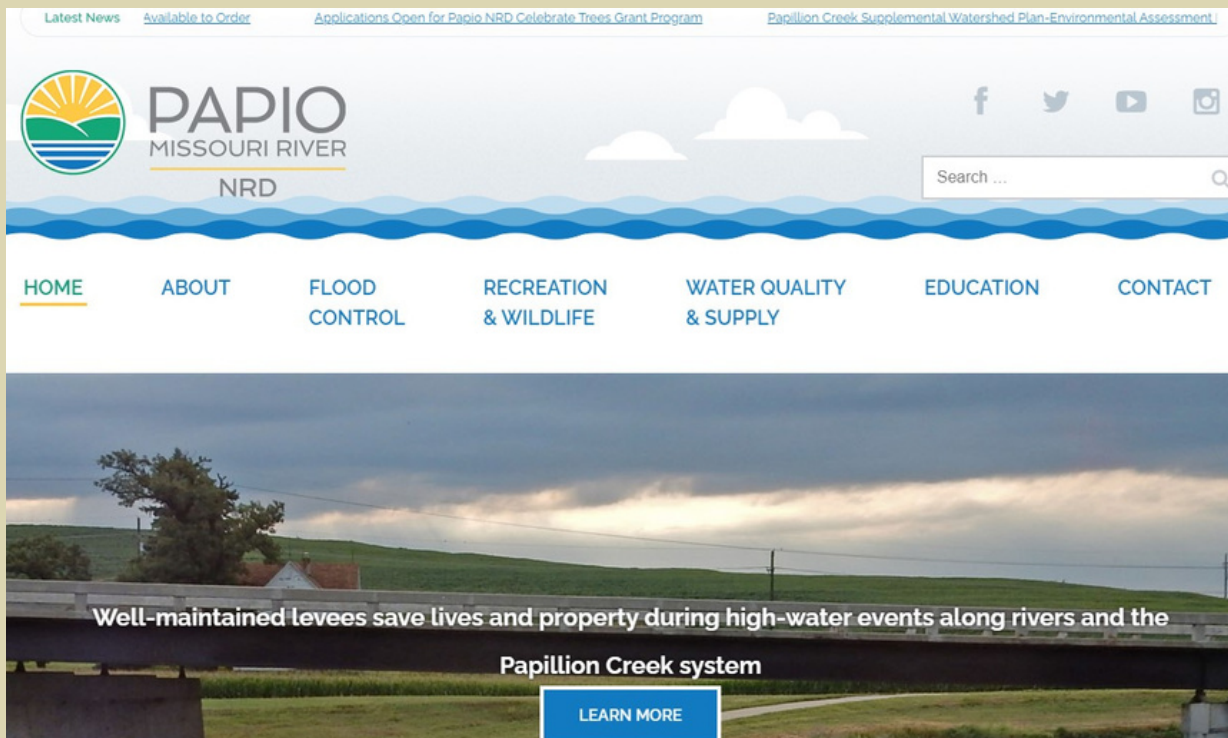 Latest News Available to Order Applications Open for Papio NRD Celebrate Trees Grant Program Papillion Creek Supplemental Watershed Plan-Environmental Assessment
PAPIO
MISSOURI RIVER
NRD
Search ...
HOME ABOUT FLOOD CONTROL RECREATION & WILDLIFE WATER QUALITY & SUPPLY EDUCATION CONTACT
Well-maintained levees save lives and property during high-water events along rivers and the
Papillion Creek system
LEARN MORE